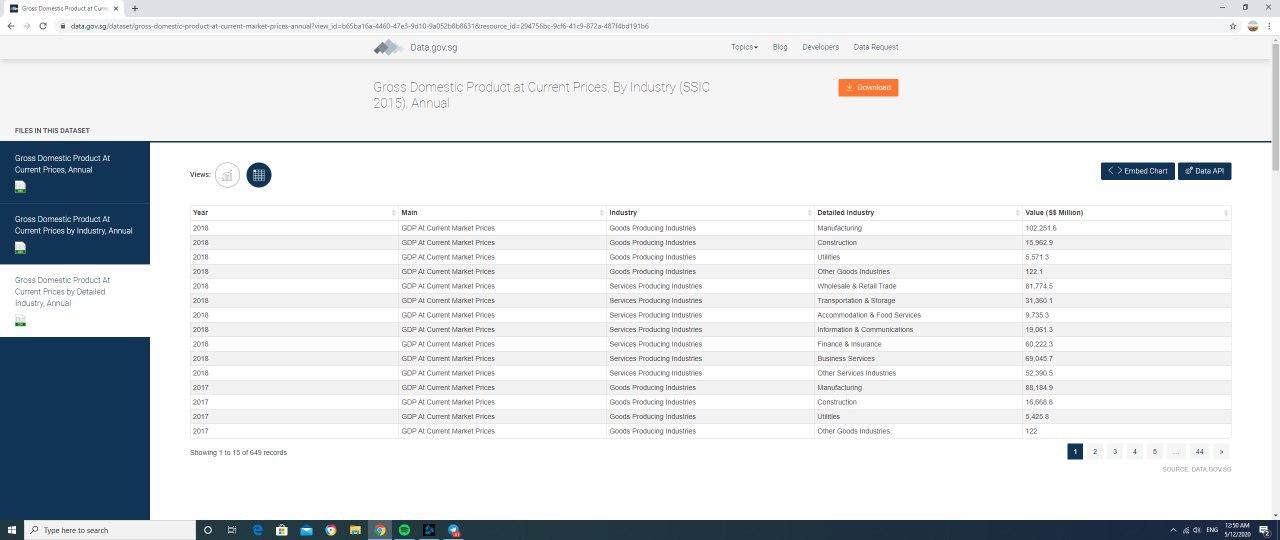 Gross Domestic Product at Curre
data.gov.sg/dataset/gross-domestic-product-at-current-market-prices-annual?view_id=b65ba16a-4460-47e3-9d10-9a052b8b8631&resource_id=294756bc-9cf6-41c9-872a-487f4bd191b6
Data.gov.sg Topics Blog Developers Data Request
Gross Domestic Product at Current Prices, By Industry (SSIC
2015), Annual
Download
FILES IN THIS DATASET
Gross Domestic Product At
Current Prices, Annual
Gross Domestic Product At
Current Prices by Industry, Annual
Gross Domestic Product At
Current Prices by Detailed
Industry, Annual
Views:
< > Embed Chart Data API
Year Main Industry Detailed Industry Value (S$ Million)
2018 GDP At Current Market Prices Goods Producing Industries Manufacturing 102,251.6
2018 GDP At Current Market Prices Goods Producing Industries Construction 15,962.9
2018 GDP At Current Market Prices Goods Producing Industries Utilities 5,571.3
2018 GDP At Current Market Prices Goods Producing Industries Other Goods Industries 122.1
2018 GDP At Current Market Prices Services Producing Industries Wholesale & Retail Trade 81,774.5
2018 GDP At Current Market Prices Services Producing Industries Transportation & Storage 31,360.1
2018 GDP At Current Market Prices Services Producing Industries Accommodation & Food Services 9,735.3
2018 GDP At Current Market Prices Services Producing Industries Information & Communications 19,061.3
2018 GDP At Current Market Prices Services Producing Industries Finance & Insurance 60,222.3
2018 GDP At Current Market Prices Services Producing Industries Business Services 69,045.7
2018 GDP At Current Market Prices Services Producing Industries Other Services Industries 52,390.5
2017 GDP At Current Market Prices Goods Producing Industries Manufacturing 88,184.9
2017 GDP At Current Market Prices Goods Producing Industries Construction 16,668.8
2017 GDP At Current Market Prices Goods Producing Industries Utilities 5,425.8
2017 GDP At Current Market Prices Goods Producing Industries Other Goods Industries 122
Showing 1 to 15 of 649 records
1 2 3 4 5 … 44 »
SOURCE: DATA.GOV.SG
Type here to search
ENG
12:50 AM
5/12/2020